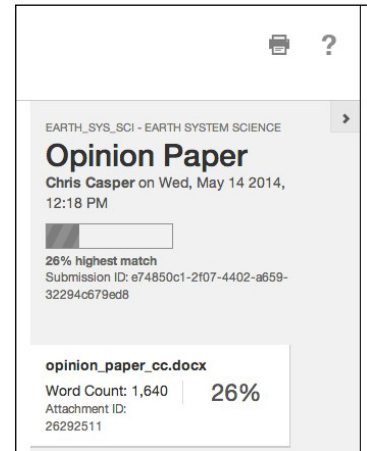 ?
EARTH_SYS_SCI - EARTH SYSTEM SCIENCE
Opinion Paper
Chris Casper on Wed, May 14 2014,
12:18 PM
26% highest match
Submission ID: e74850c1-2f07-4402-a659-
32294c679ed8
opinion_paper_cc.docx
Word Count: 1,640
26%
Attachment ID:
26292511